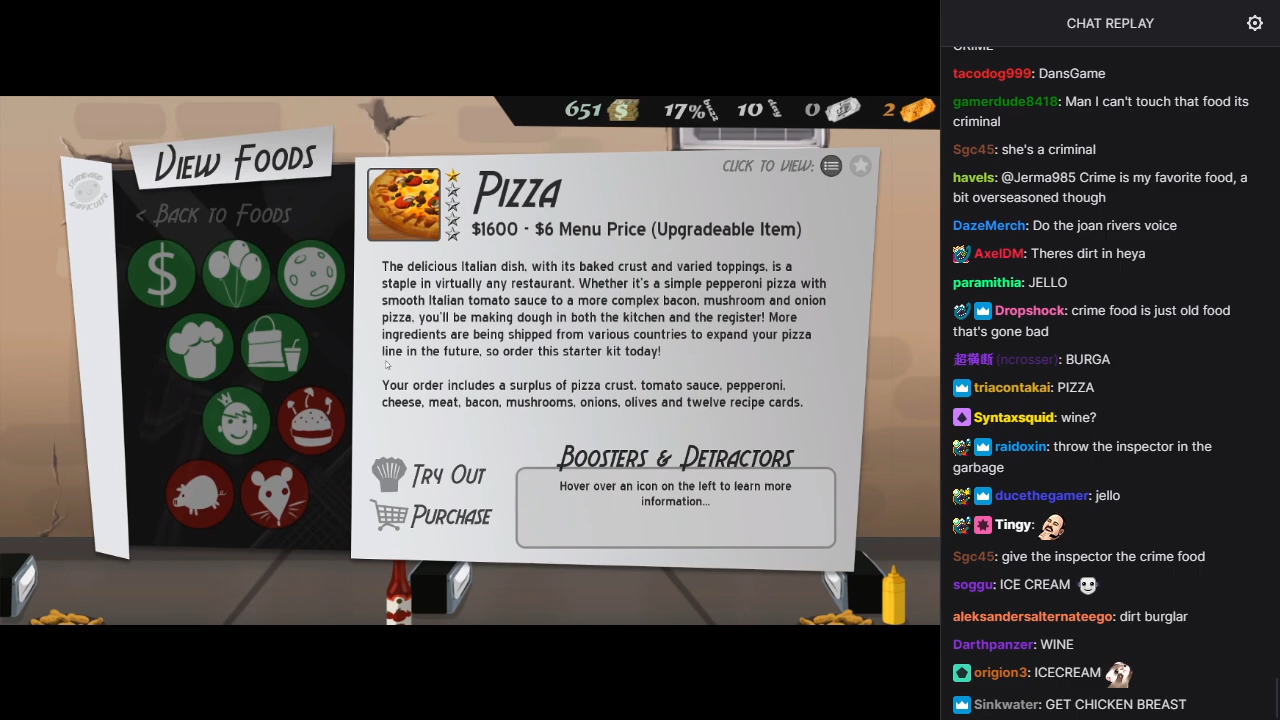 651 17% buzz 10 day 0 2
VIEW FOODS
STANDARD DIFFICULTY
< BACK TO FOODS
CLICK TO VIEW:
PIZZA
$1600 - $6 Menu Price (Upgradeable Item)
The delicious Italian dish, with its baked crust and varied toppings, is a
staple in virtually any restaurant. Whether it's a simple pepperoni pizza with
smooth Italian tomato sauce to a more complex bacon, mushroom and onion
pizza, you'll be making dough in both the kitchen and the register! More
ingredients are being shipped from various countries to expand your pizza
line in the future, so order this starter kit today!
Your order includes a surplus of pizza crust, tomato sauce, pepperoni,
cheese, meat, bacon, mushrooms, onions, olives and twelve recipe cards.
TRY OUT
PURCHASE
BOOSTERS & DETRACTORS
Hover over an icon on the left to learn more
information...
CHAT REPLAY
CRIME
tacodog999: DansGame
gamerdude8418: Man I can't touch that food its
criminal
Sgc45: she's a criminal
havels: @Jerma985 Crime is my favorite food, a
bit overseasoned though
DazeMerch: Do the joan rivers voice
AxelDM: Theres dirt in heya
paramithia: JELLO
Dropshock: crime food is just old food
that's gone bad
超横断 (ncrosser): BURGA
triacontakai: PIZZA
Syntaxsquid: wine?
raidoxin: throw the inspector in the
garbage
ducethegamer: jello
Tingy:
Sgc45: give the inspector the crime food
soggu: ICE CREAM
aleksandersalternateego: dirt burglar
Darthpanzer: WINE
origion3: ICECREAM
Sinkwater: GET CHICKEN BREAST